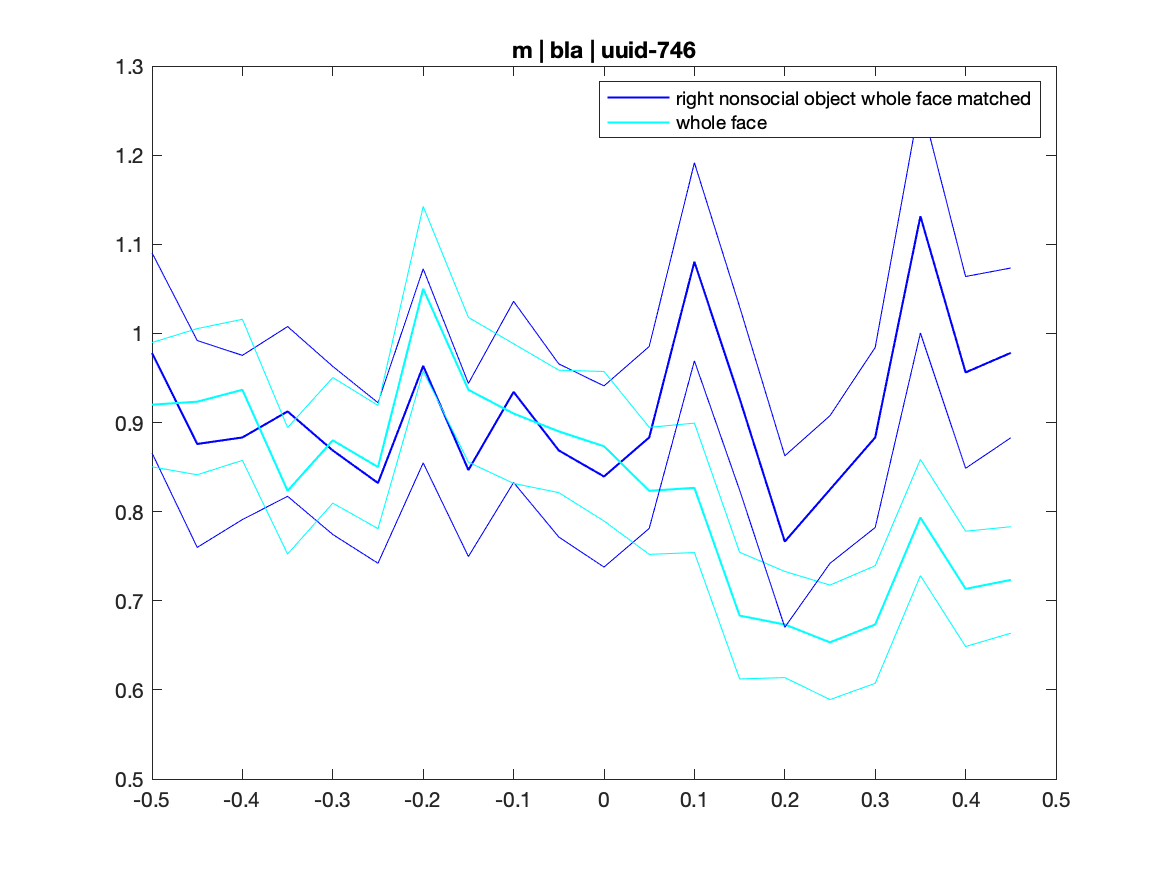 m | bla | uuid-746
right nonsocial object whole face matched
whole face
1.3
1.2
1.1
1
0.9
0.8
0.7
0.6
0.5
-0.5 -0.4 -0.3 -0.2 -0.1 0 0.1 0.2 0.3 0.4 0.5